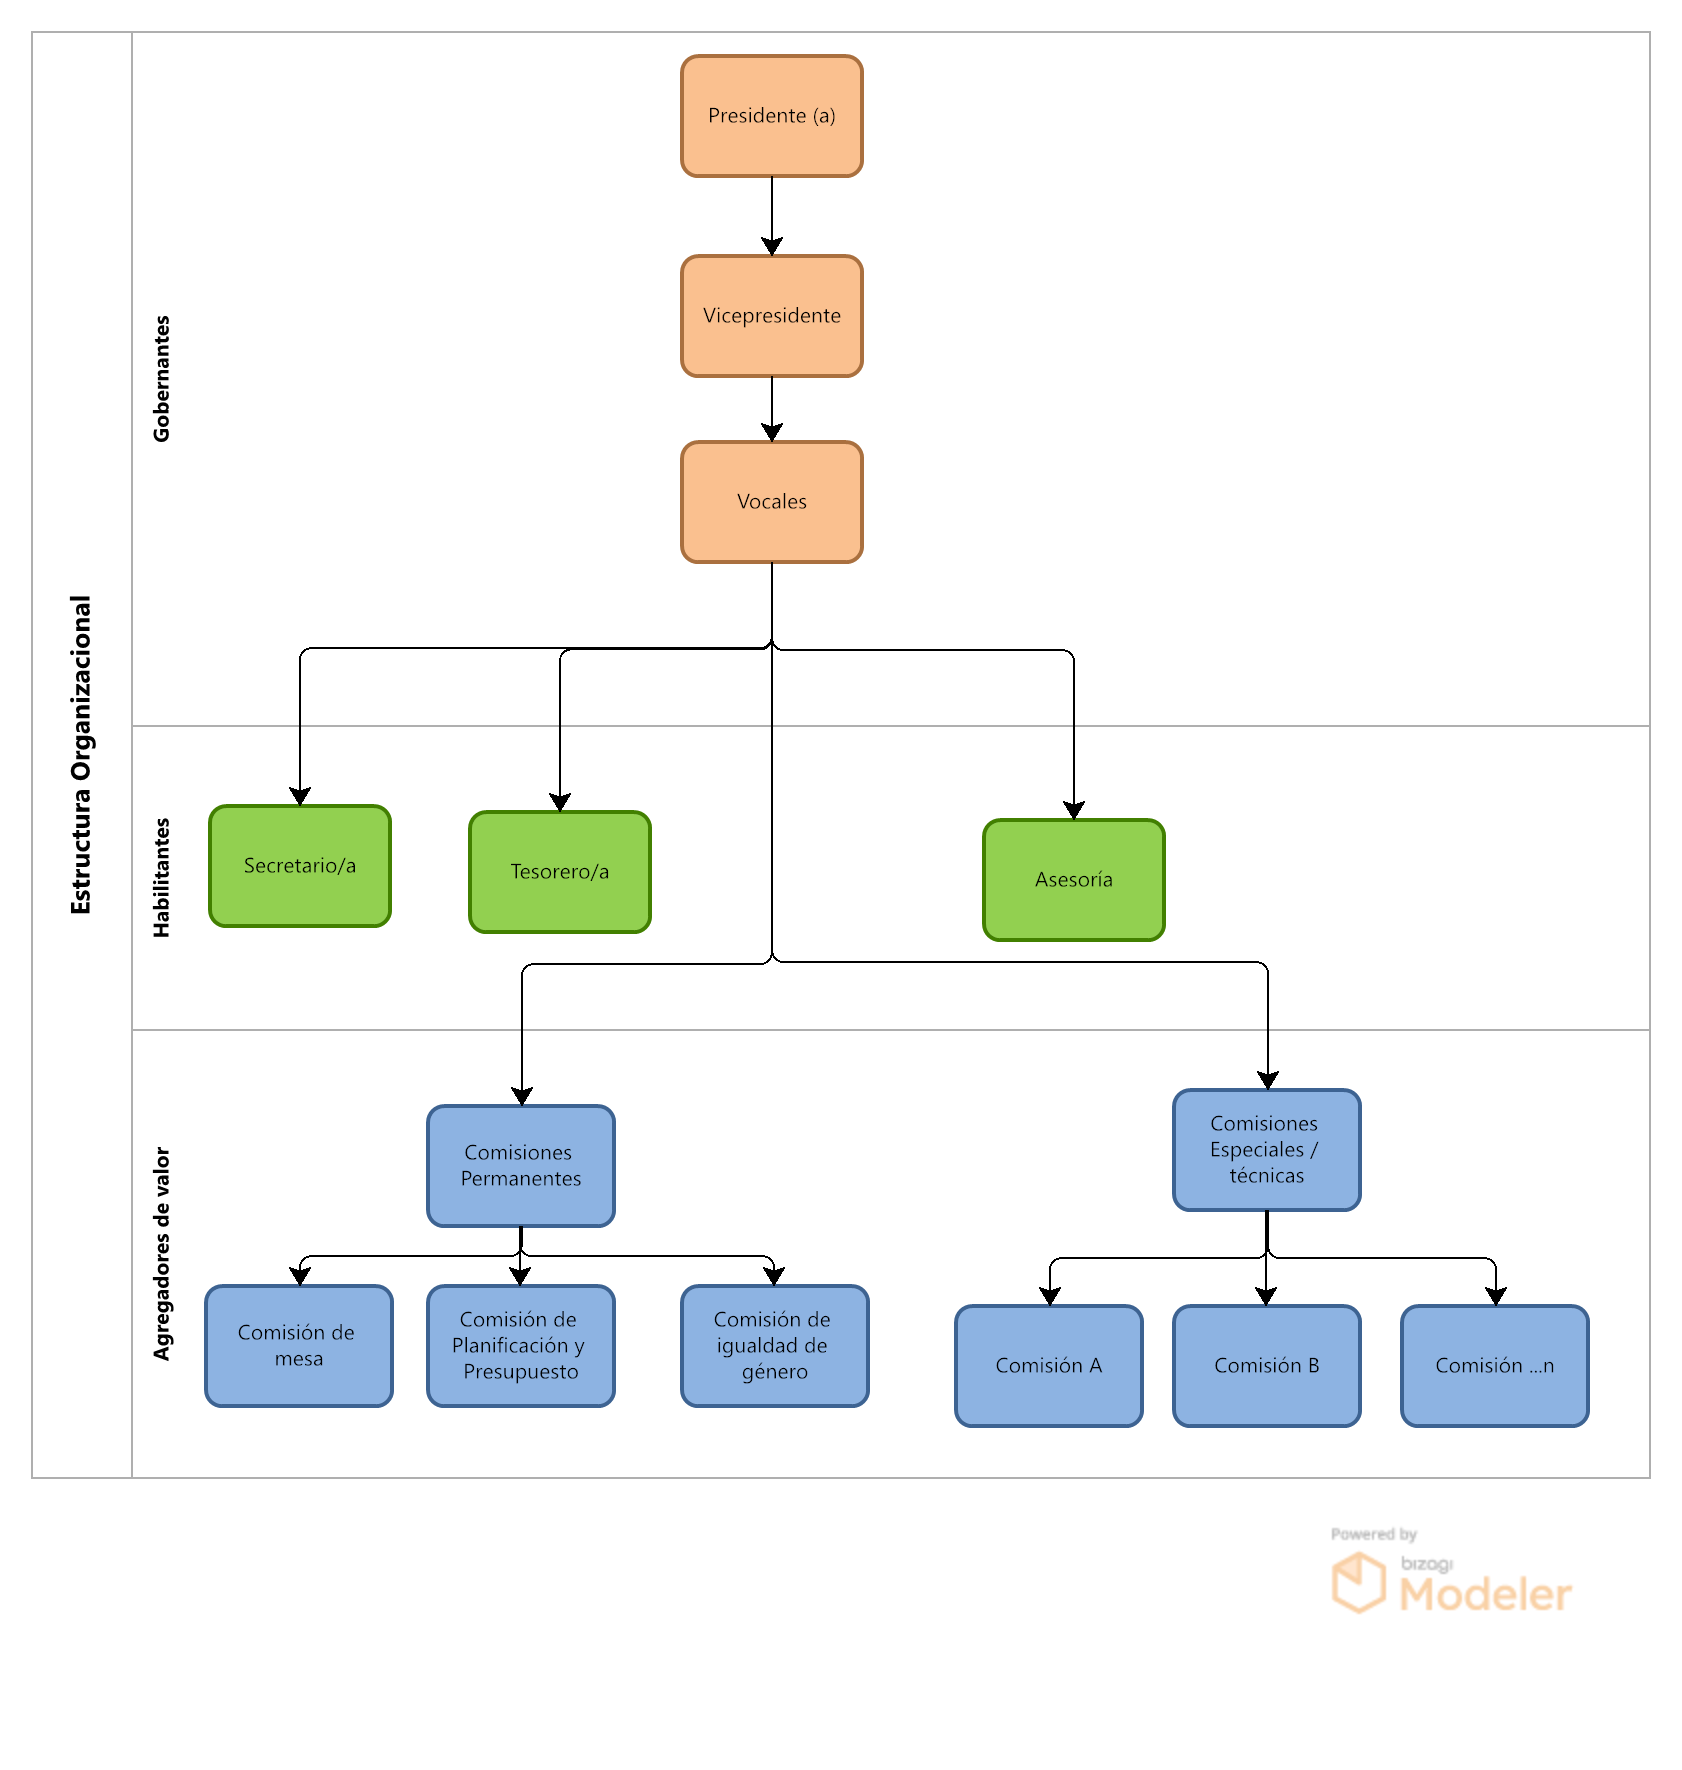 Estructura Organizacional
Gobernantes
Presidente (a)
Vicepresidente
Vocales
Habilitantes
Secretario/a
Tesorero/a
Asesoría
Agregadores de valor
Comisiones
Permanentes
Comisiones
Especiales /
técnicas
Comisión de
mesa
Comisión de
Planificación y
Presupuesto
Comisión de
igualdad de
género
Comisión A
Comisión B
Comisión ...n
Powered by
bizagi
Modeler